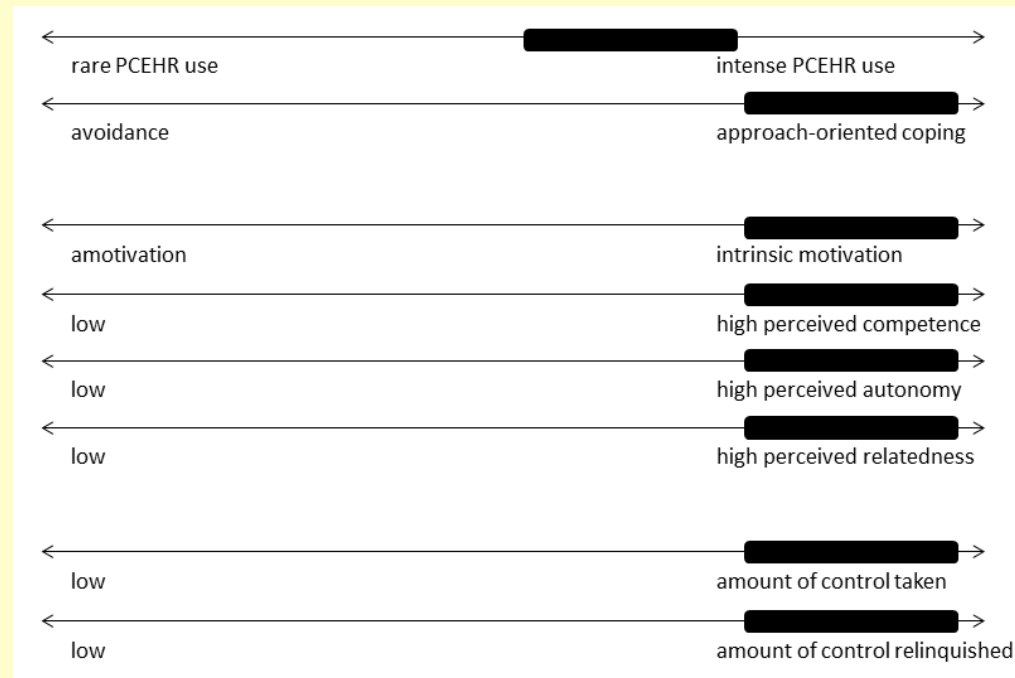 rare PCEHR use intense PCEHR use
avoidance approach-oriented coping
amotivation intrinsic motivation
low high perceived competence
low high perceived autonomy
low high perceived relatedness
low amount of control taken
low amount of control relinquished